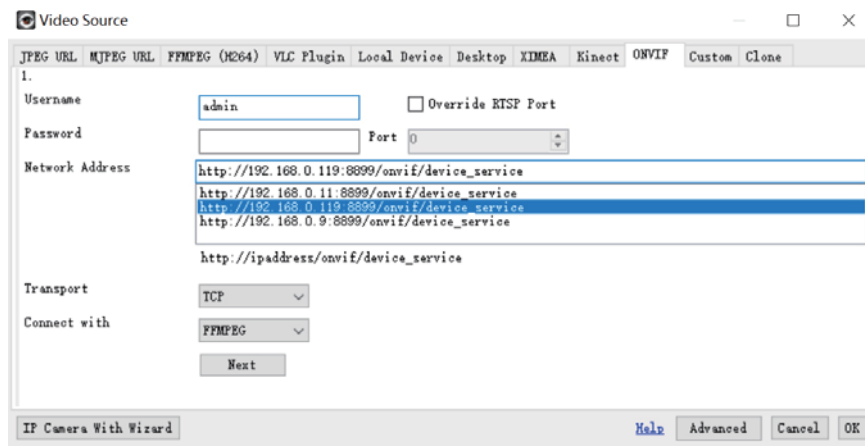 Video Source
JPEG URL MJPEG URL FFMPEG (H264) VLC Plugin Local Device Desktop XIMEA Kinect ONVIF Custom Clone
1.
Username admin Override RTSP Port
Password Port 0
Network Address http://192.168.0.119:8899/onvif/device_service
http://192.168.0.11:8899/onvif/device_service
http://192.168.0.119:8899/onvif/device_service
http://192.168.0.9:8899/onvif/device_service
http://ipaddress/onvif/device_service
Transport TCP
Connect with FFMPEG
Next
IP Camera With Wizard Help Advanced Cancel OK